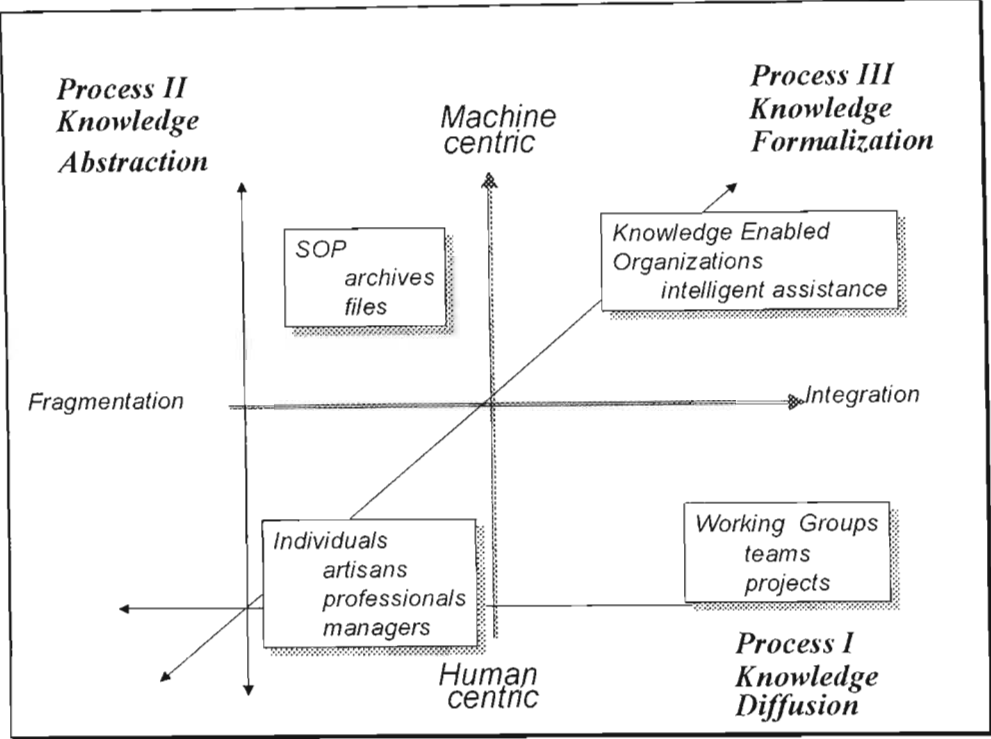 Process II
Knowledge
Abstraction
Machine
centric
Process III
Knowledge
Formalization
SOP
archives
files
Knowledge Enabled
Organizations
intelligent assistance
Fragmentation
Integration
Individuals
artisans
professionals
managers
Working Groups
teams
projects
Human
centric
Process I
Knowledge
Diffusion